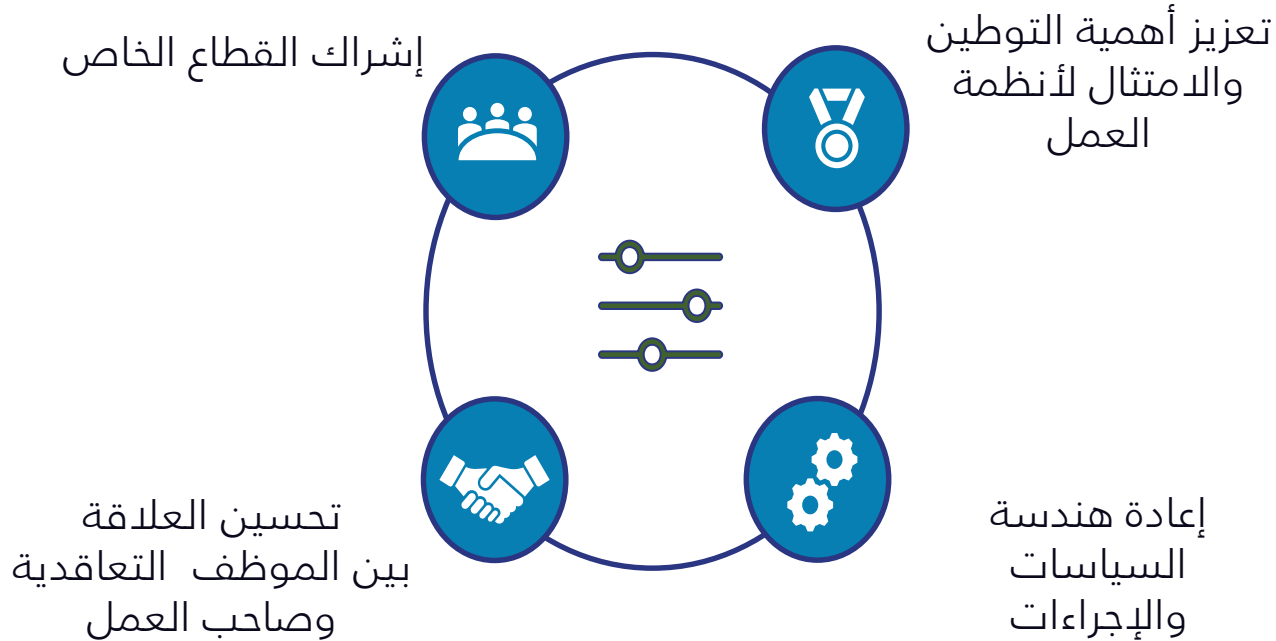 تعزيز أهمية التوطين
والامتثال لأنظمة
العمل
إشراك القطاع الخاص
إعادة هندسة
السياسات
والإجراءات
تحسين العلاقة
بين الموظف التعاقدية
وصاحب العمل